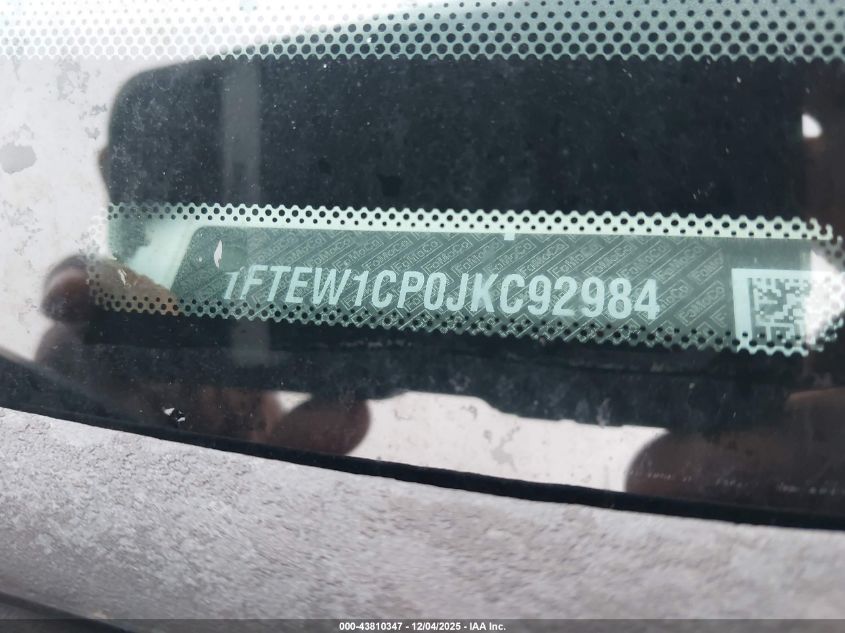 1FTEW1CP0JKC92984
000-43810347 - 12/04/2025 - IAA Inc.